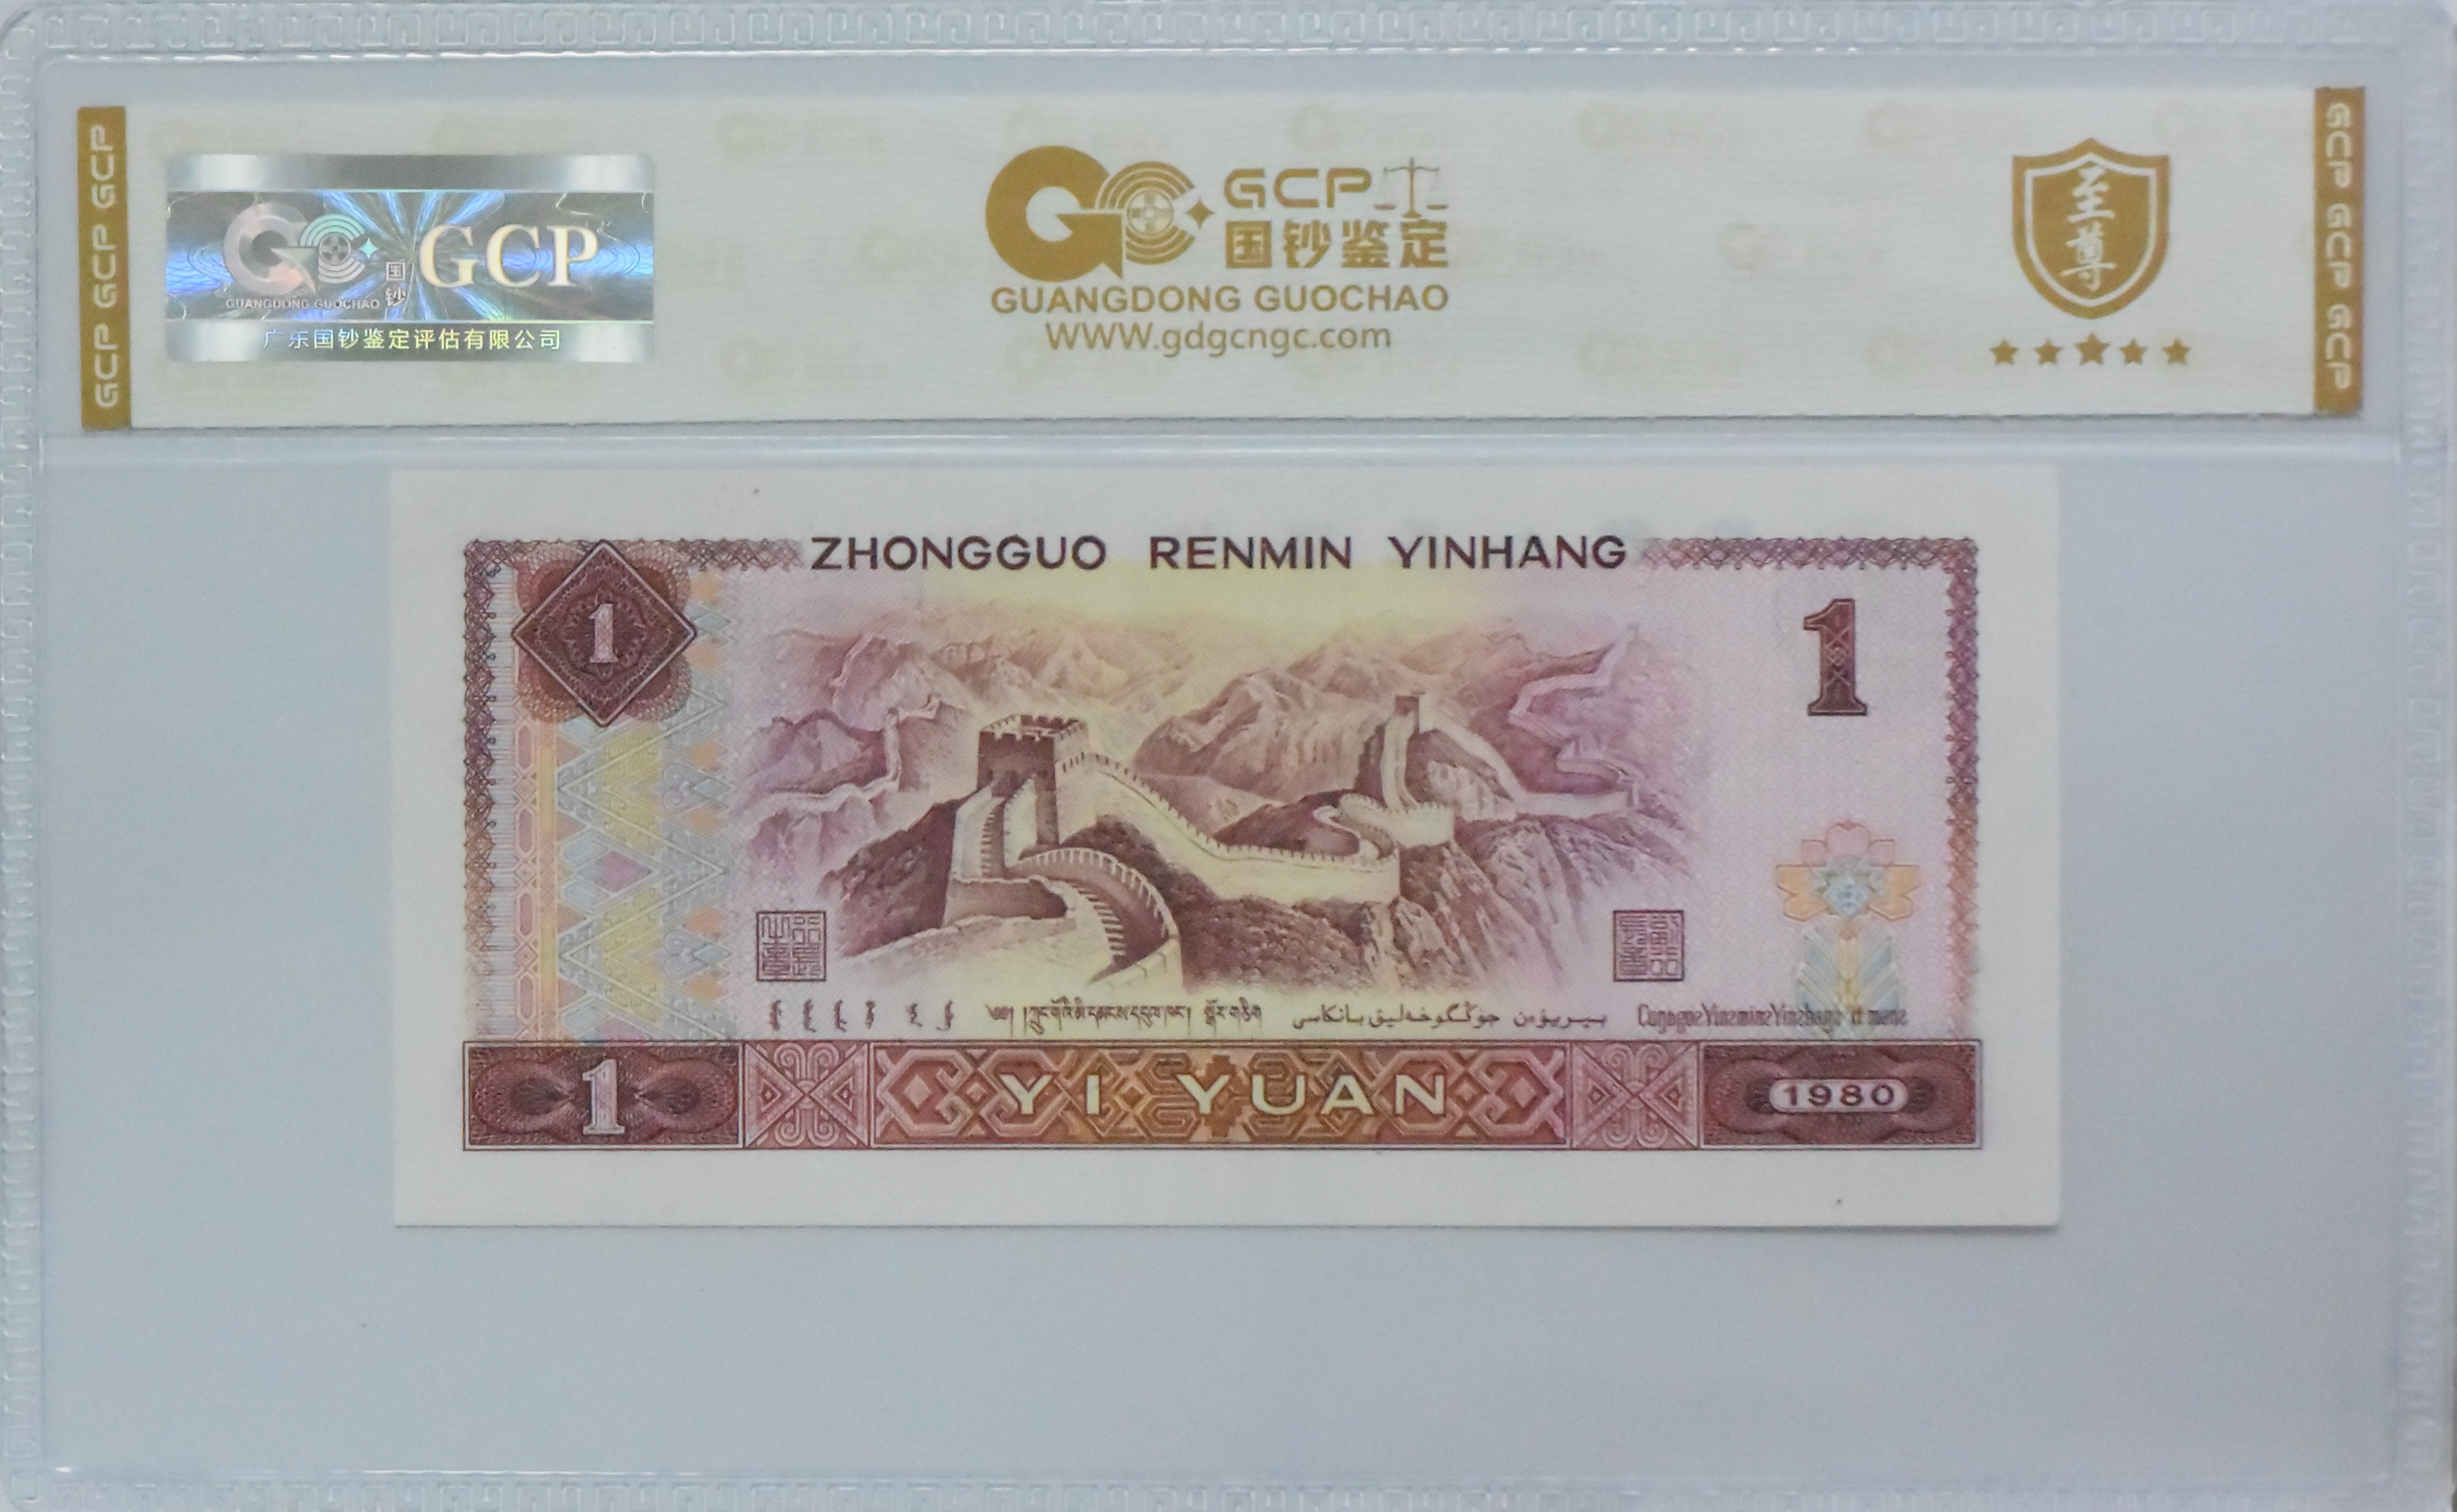 GCP GCP GCP
国钞
GCP
GUANGDONG GUOCHAO
广东国钞鉴定评估有限公司
GCP
国钞鉴定
GUANGDONG GUOCHAO
WWW.gdgcngc.com
至尊
GCP GCP GCP
ZHONGGUO RENMIN YINHANG
1
1
YI YUAN
1
1980